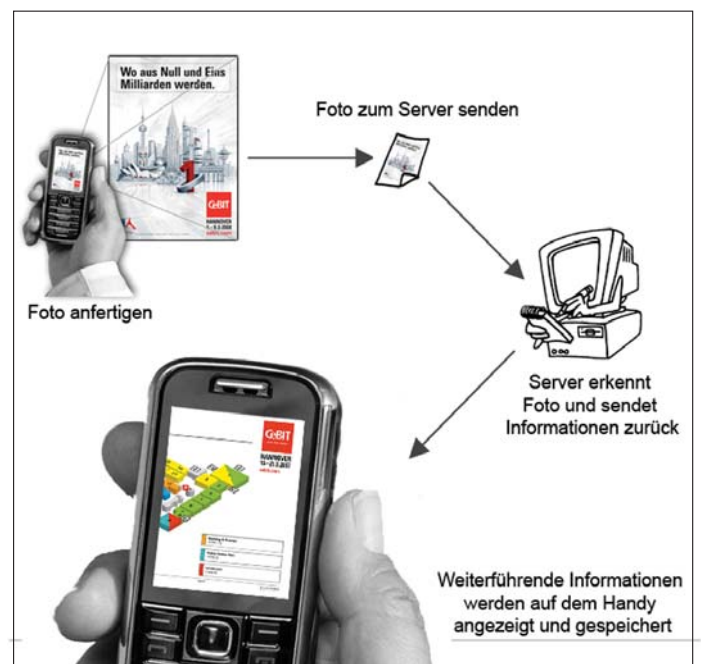 Wo aus Null und Eins
Milliarden werden.
CeBIT
HANNOVER
Foto anfertigen
Foto zum Server senden
Server erkennt
Foto und sendet
Informationen zurück
CeBIT
HANNOVER
Weiterführende Informationen
werden auf dem Handy
angezeigt und gespeichert